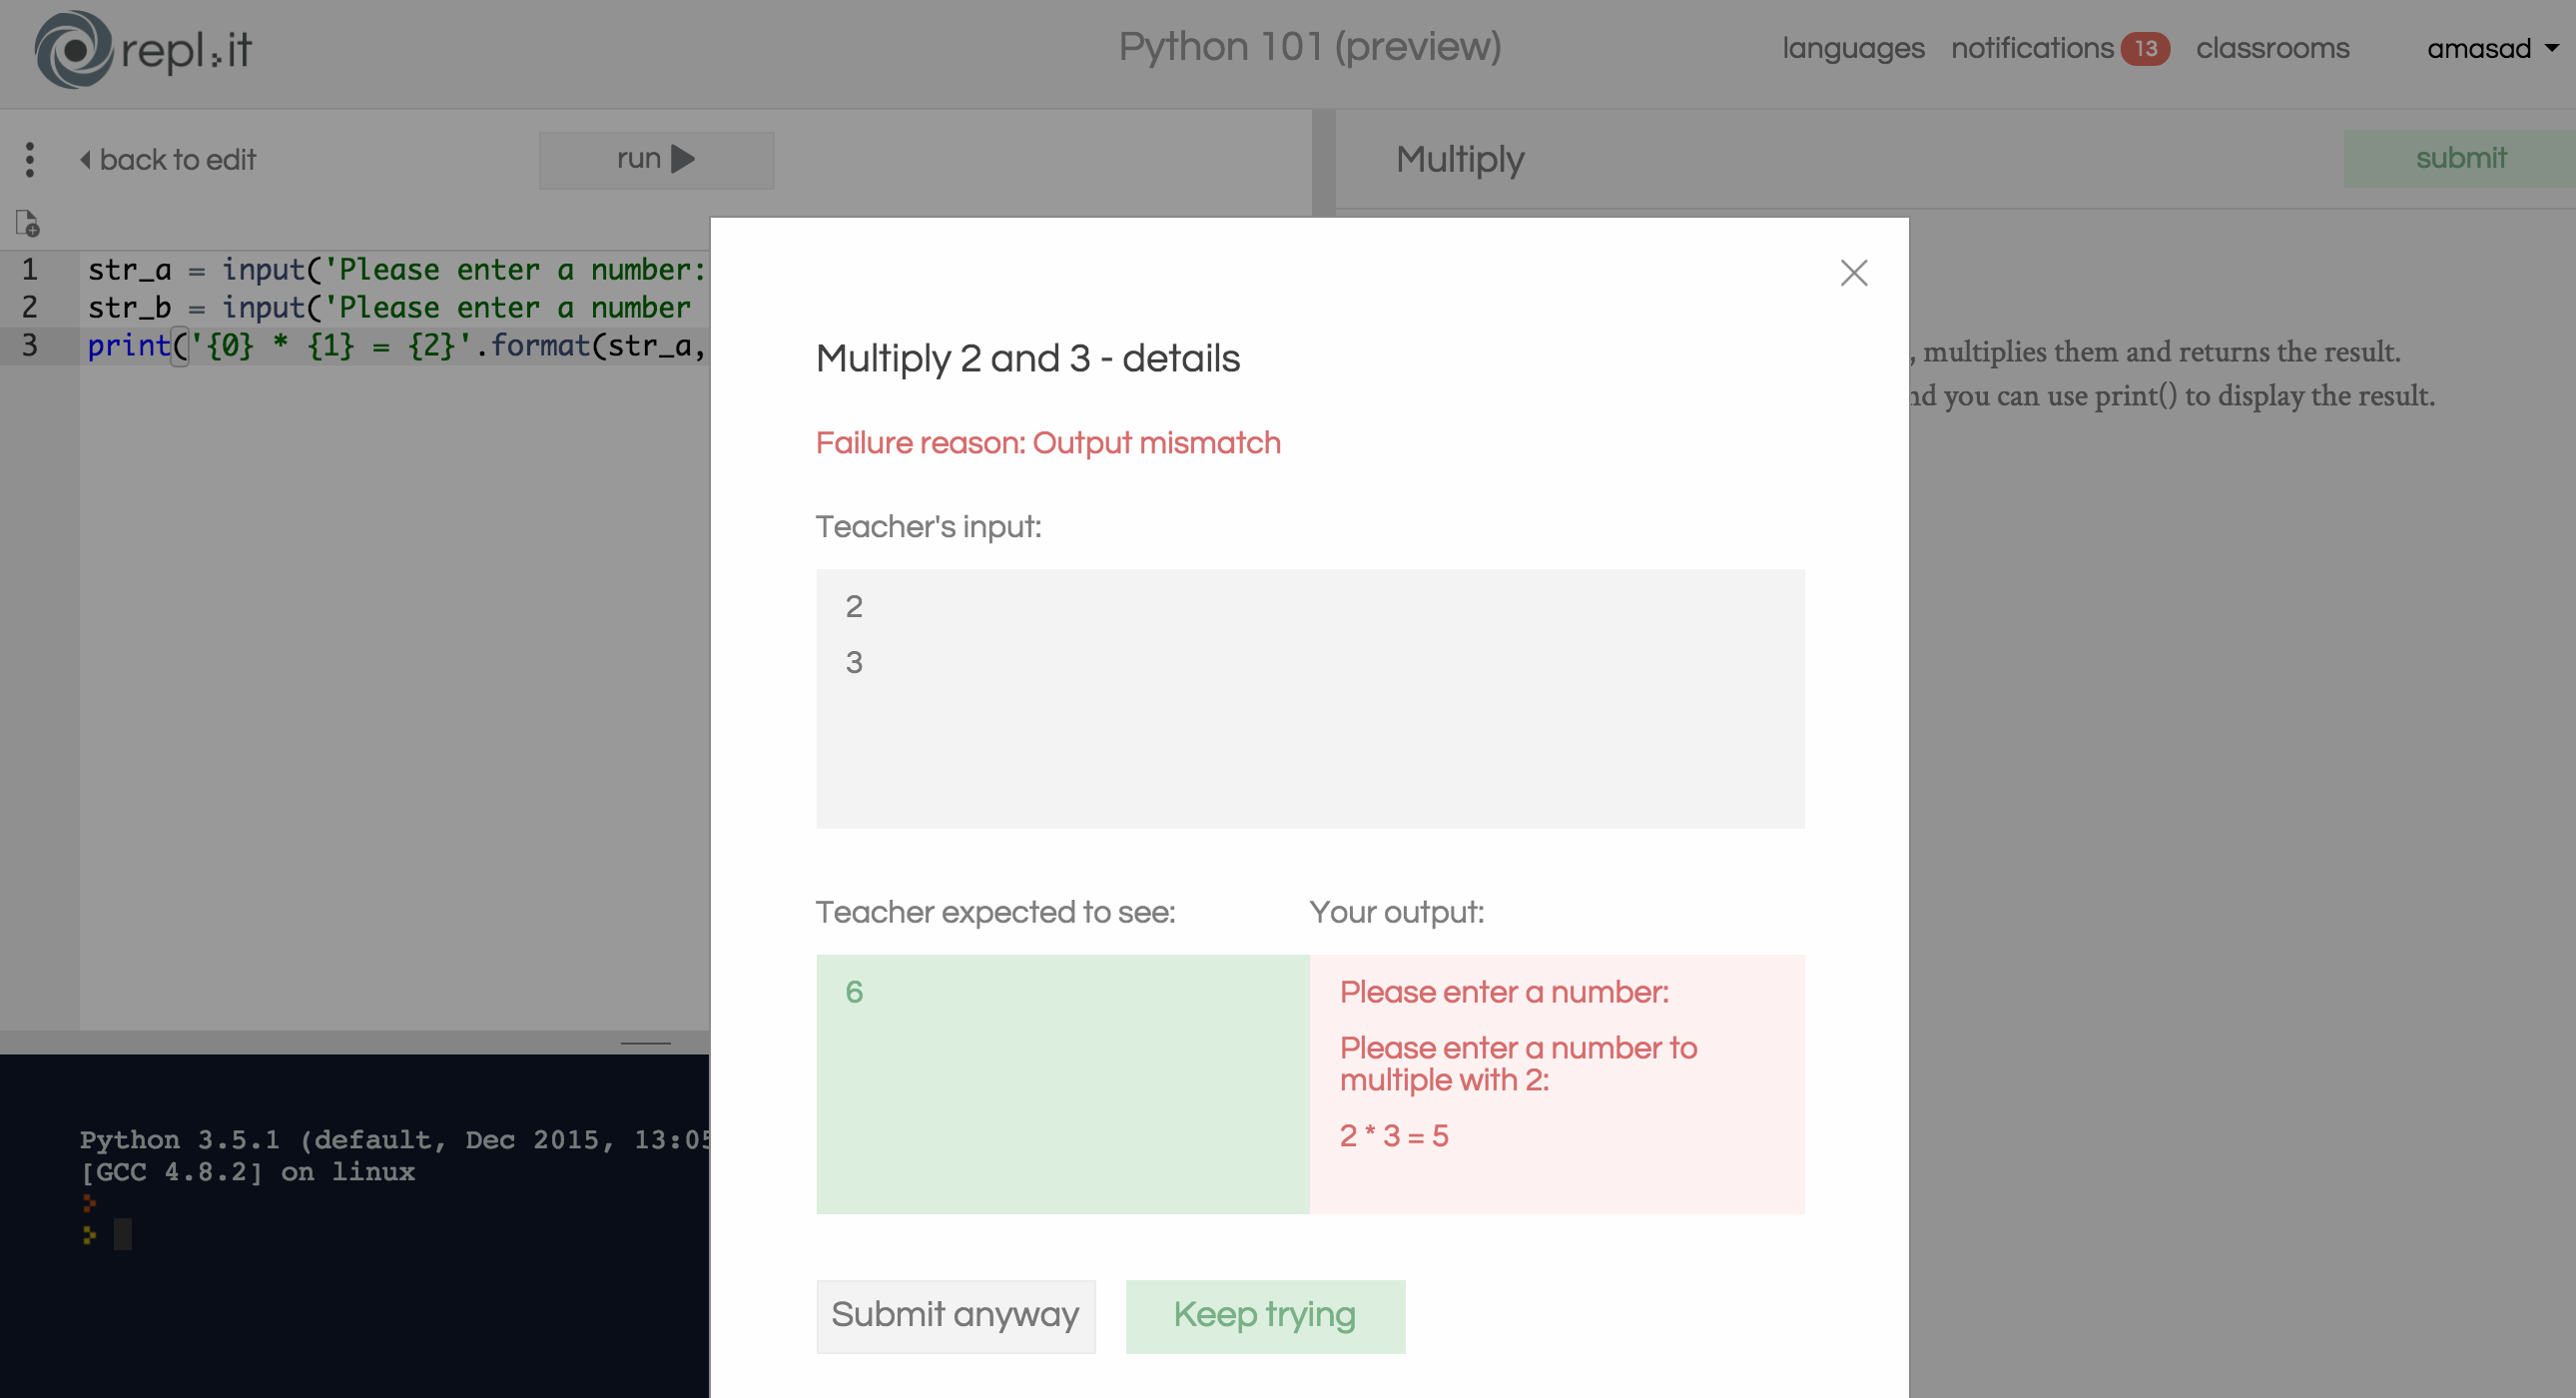 repl.it
Python 101 (preview)
languages notifications 13 classrooms amasad
back to edit
run
Multiply
submit
1 str_a = input('Please enter a number:
2 str_b = input('Please enter a number
3 print('{0} * {1} = {2}'.format(str_a,
, multiplies them and returns the result.
nd you can use print() to display the result.
Multiply 2 and 3 - details
Failure reason: Output mismatch
Teacher's input:
2
3
Teacher expected to see:
6
Your output:
Please enter a number:
Please enter a number to
multiple with 2:
2 * 3 = 5
Submit anyway
Keep trying
Python 3.5.1 (default, Dec 2015, 13:05
[GCC 4.8.2] on linux